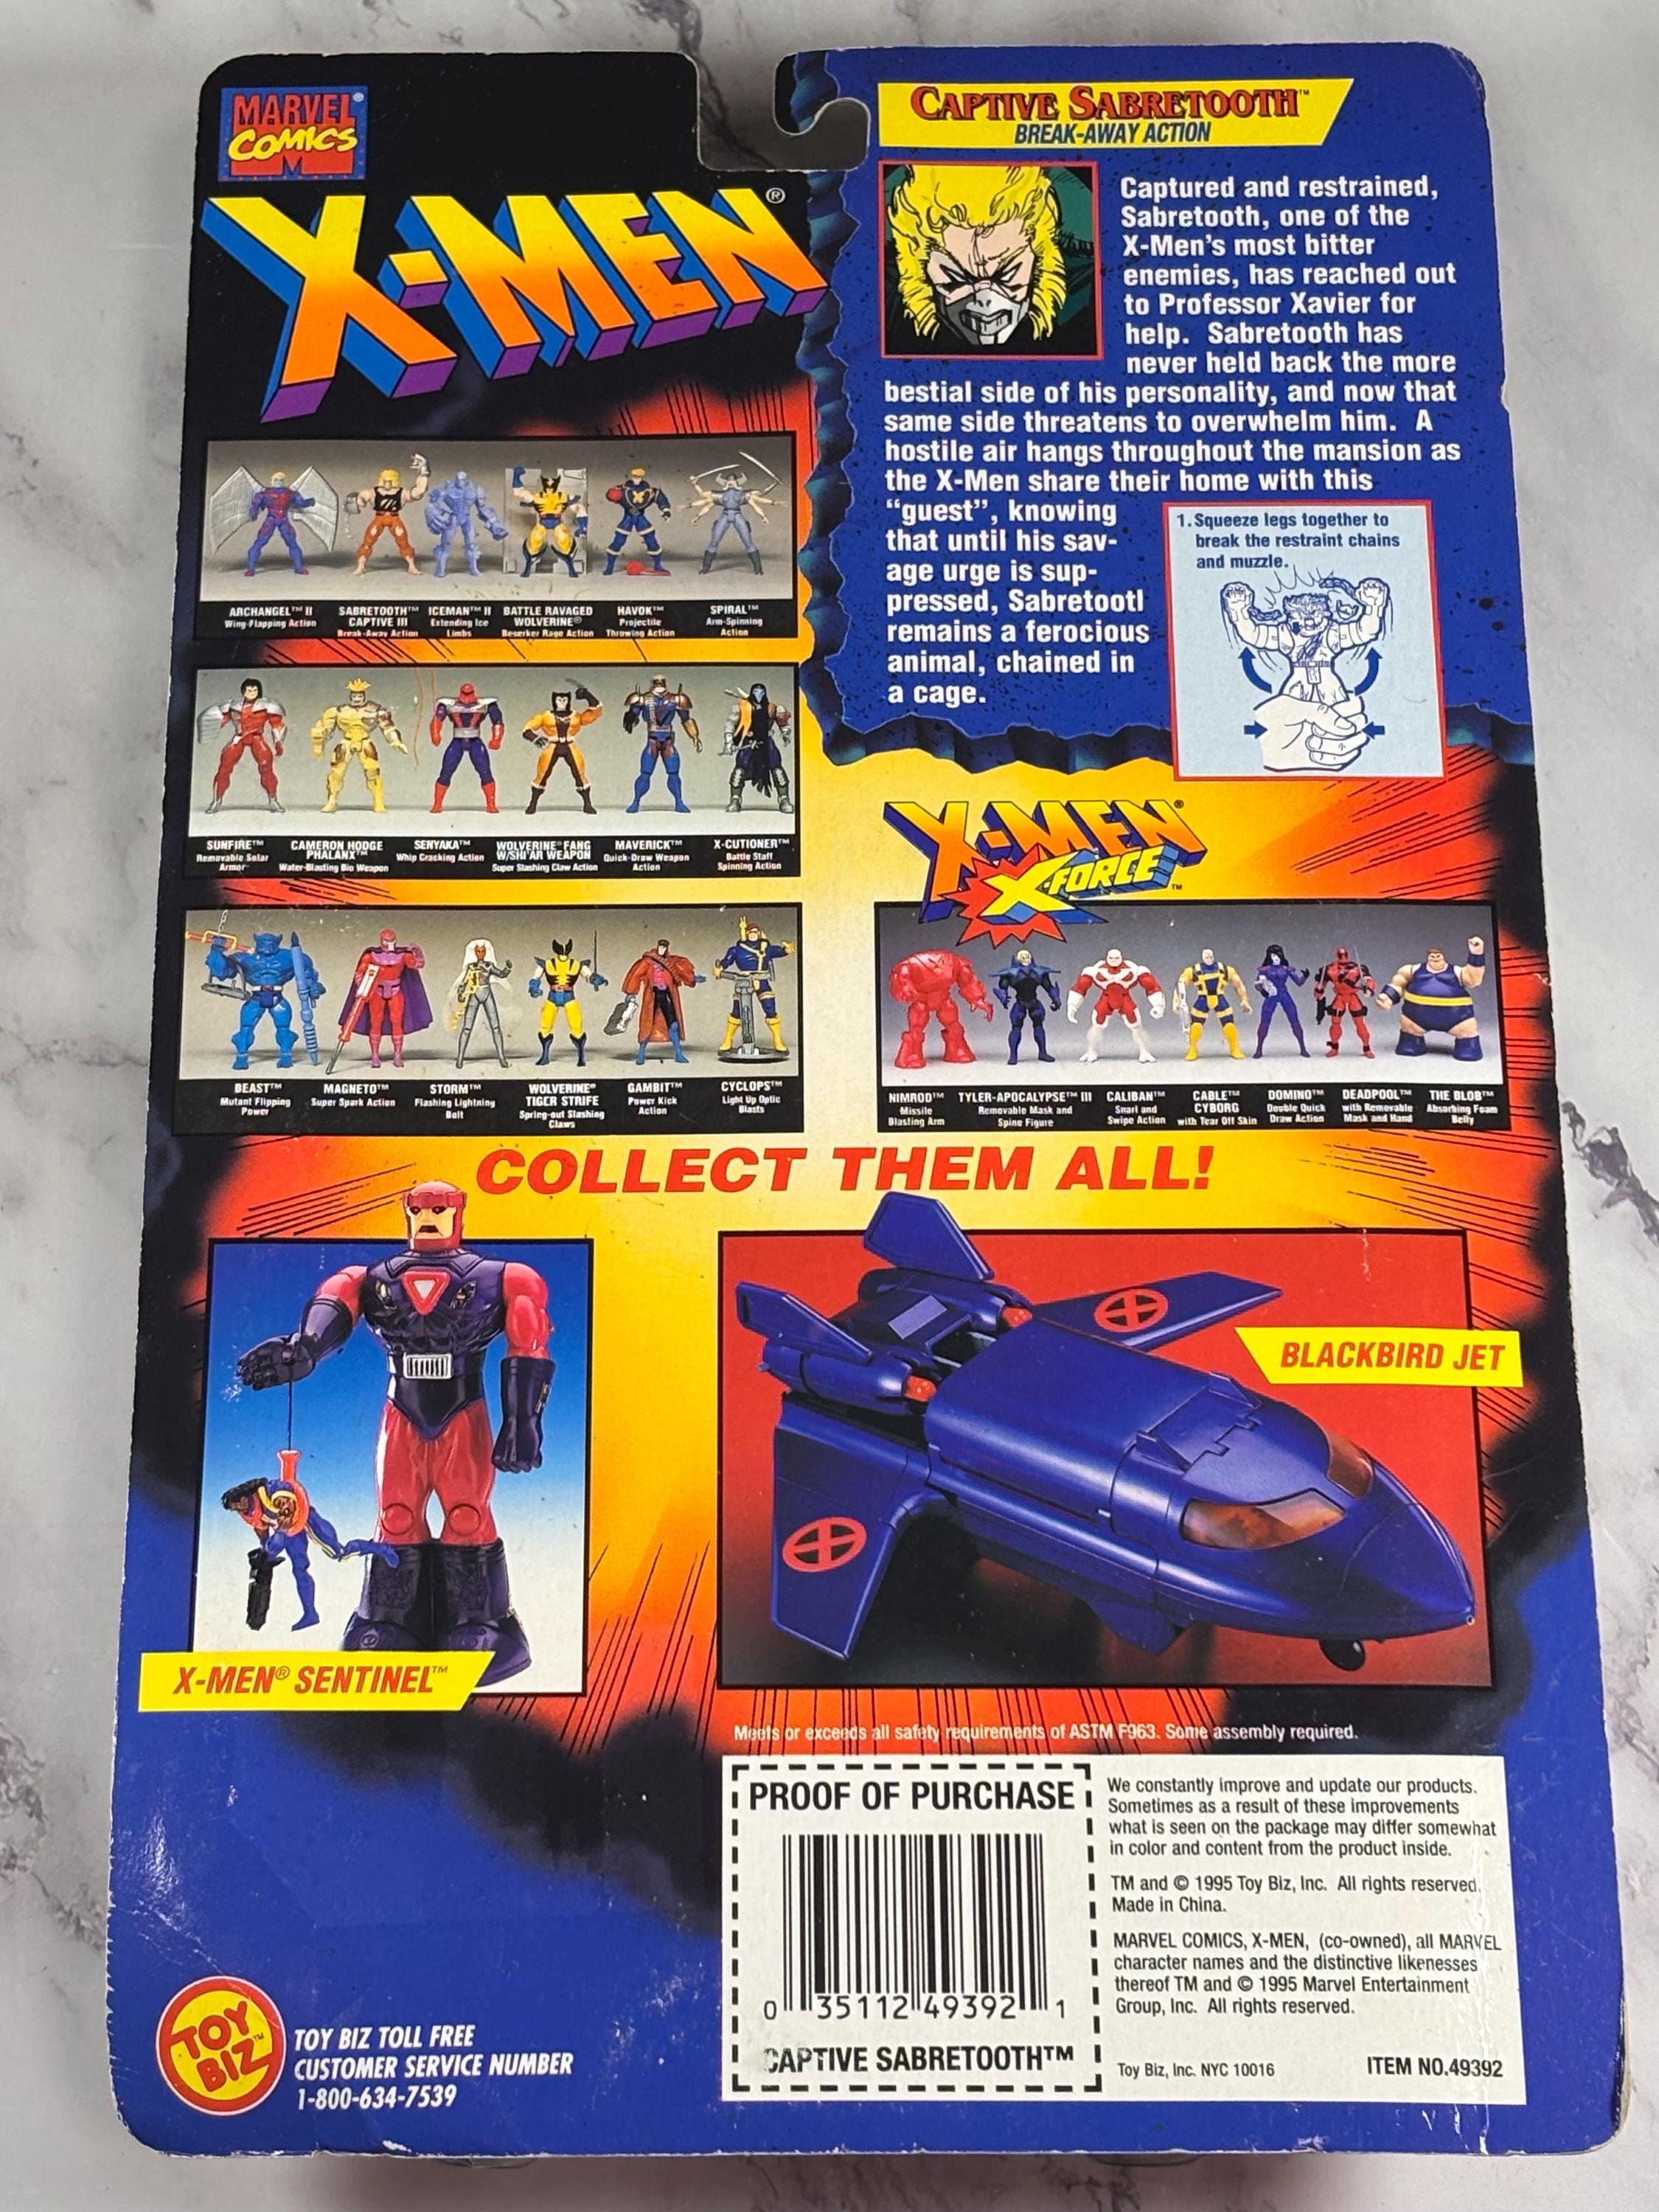 MARVEL®
COMICS
M
X-MEN®
CAPTIVE SABRETOOTH™
BREAK-AWAY ACTION
Captured and restrained,
Sabretooth, one of the
X-Men's most bitter
enemies, has reached out
to Professor Xavier for
help. Sabretooth has
never held back the more
bestial side of his personality, and now that
same side threatens to overwhelm him. A
hostile air hangs throughout the mansion as
the X-Men share their home with this
“guest”, knowing
that until his sav-
age urge is sup-
pressed, Sabretootl
remains a ferocious
animal, chained in
a cage.
1. Squeeze legs together to
break the restraint chains
and muzzle.
ARCHANGEL™ II
Wing-Flapping Action
SABRETOOTH™
CAPTIVE III
Break-Away Action
ICEMAN™ II
Extending Ice
Limbs
BATTLE RAVAGED
WOLVERINE®
Beserker Rage Action
HAVOK™
Projectile
Throwing Action
SPIRAL™
Arm-Spinning
Action
SUNFIRE™
Removable Solar
Armor
CAMERON HODGE
PHALANX™
Water-Blasting Bio Weapon
SENYAKA™
Whip Cracking Action
WOLVERINE® FANG
W/SHI'AR WEAPON
Super Slashing Claw Action
MAVERICK™
Quick-Draw Weapon
Action
X-CUTIONER™
Battle Staff
Spinning Action
BEAST™
Mutant Flipping
Power
MAGNETO™
Super Spark Action
STORM™
Flashing Lightning
Bolt
WOLVERINE®
TIGER STRIFE
Spring-out Slashing
Claws
GAMBIT™
Power Kick
Action
CYCLOPS™
Light Up Optic
Blasts
X-MEN®
X-FORCE™
NIMROD™
Missile
Blasting Arm
TYLER-APOCALYPSE™ III
Removable Mask and
Spine Figure
CALIBAN™
Snarl and
Swipe Action
CABLE™
CYBORG
with Tear Off Skin
DOMINO™
Double Quick
Draw Action
DEADPOOL™
with Removable
Mask and Hand
THE BLOB™
Absorbing Foam
Belly
COLLECT THEM ALL!
X-MEN® SENTINEL™
BLACKBIRD JET
Meets or exceeds all safety requirements of ASTM F963. Some assembly required.
PROOF OF PURCHASE
0 35112 49392 1
CAPTIVE SABRETOOTH™
We constantly improve and update our products.
Sometimes as a result of these improvements
what is seen on the package may differ somewhat
in color and content from the product inside.
TM and © 1995 Toy Biz, Inc. All rights reserved.
Made in China.
MARVEL COMICS, X-MEN, (co-owned), all MARVEL
character names and the distinctive likenesses
thereof TM and © 1995 Marvel Entertainment
Group, Inc. All rights reserved.
Toy Biz, Inc. NYC 10016
ITEM NO.49392
TOY
BIZ™
TOY BIZ TOLL FREE
CUSTOMER SERVICE NUMBER
1-800-634-7539